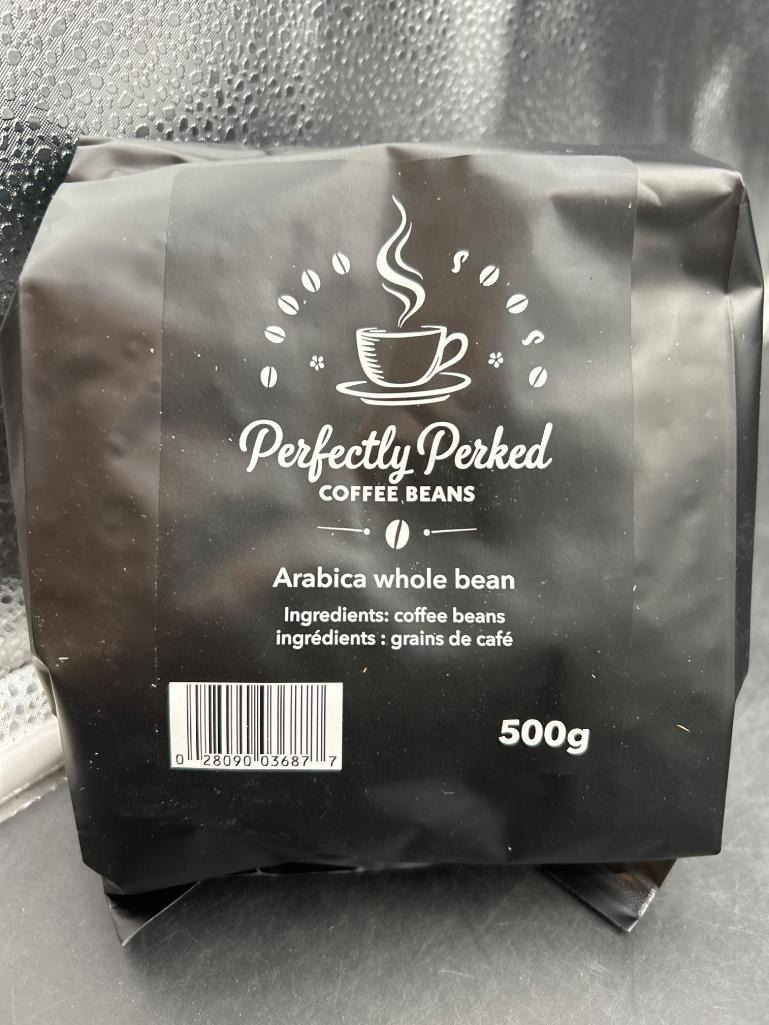 Perfectly Perked
COFFEE BEANS
Arabica whole bean
Ingredients: coffee beans
ingrédients : grains de café
500g
0 28090 03687 7